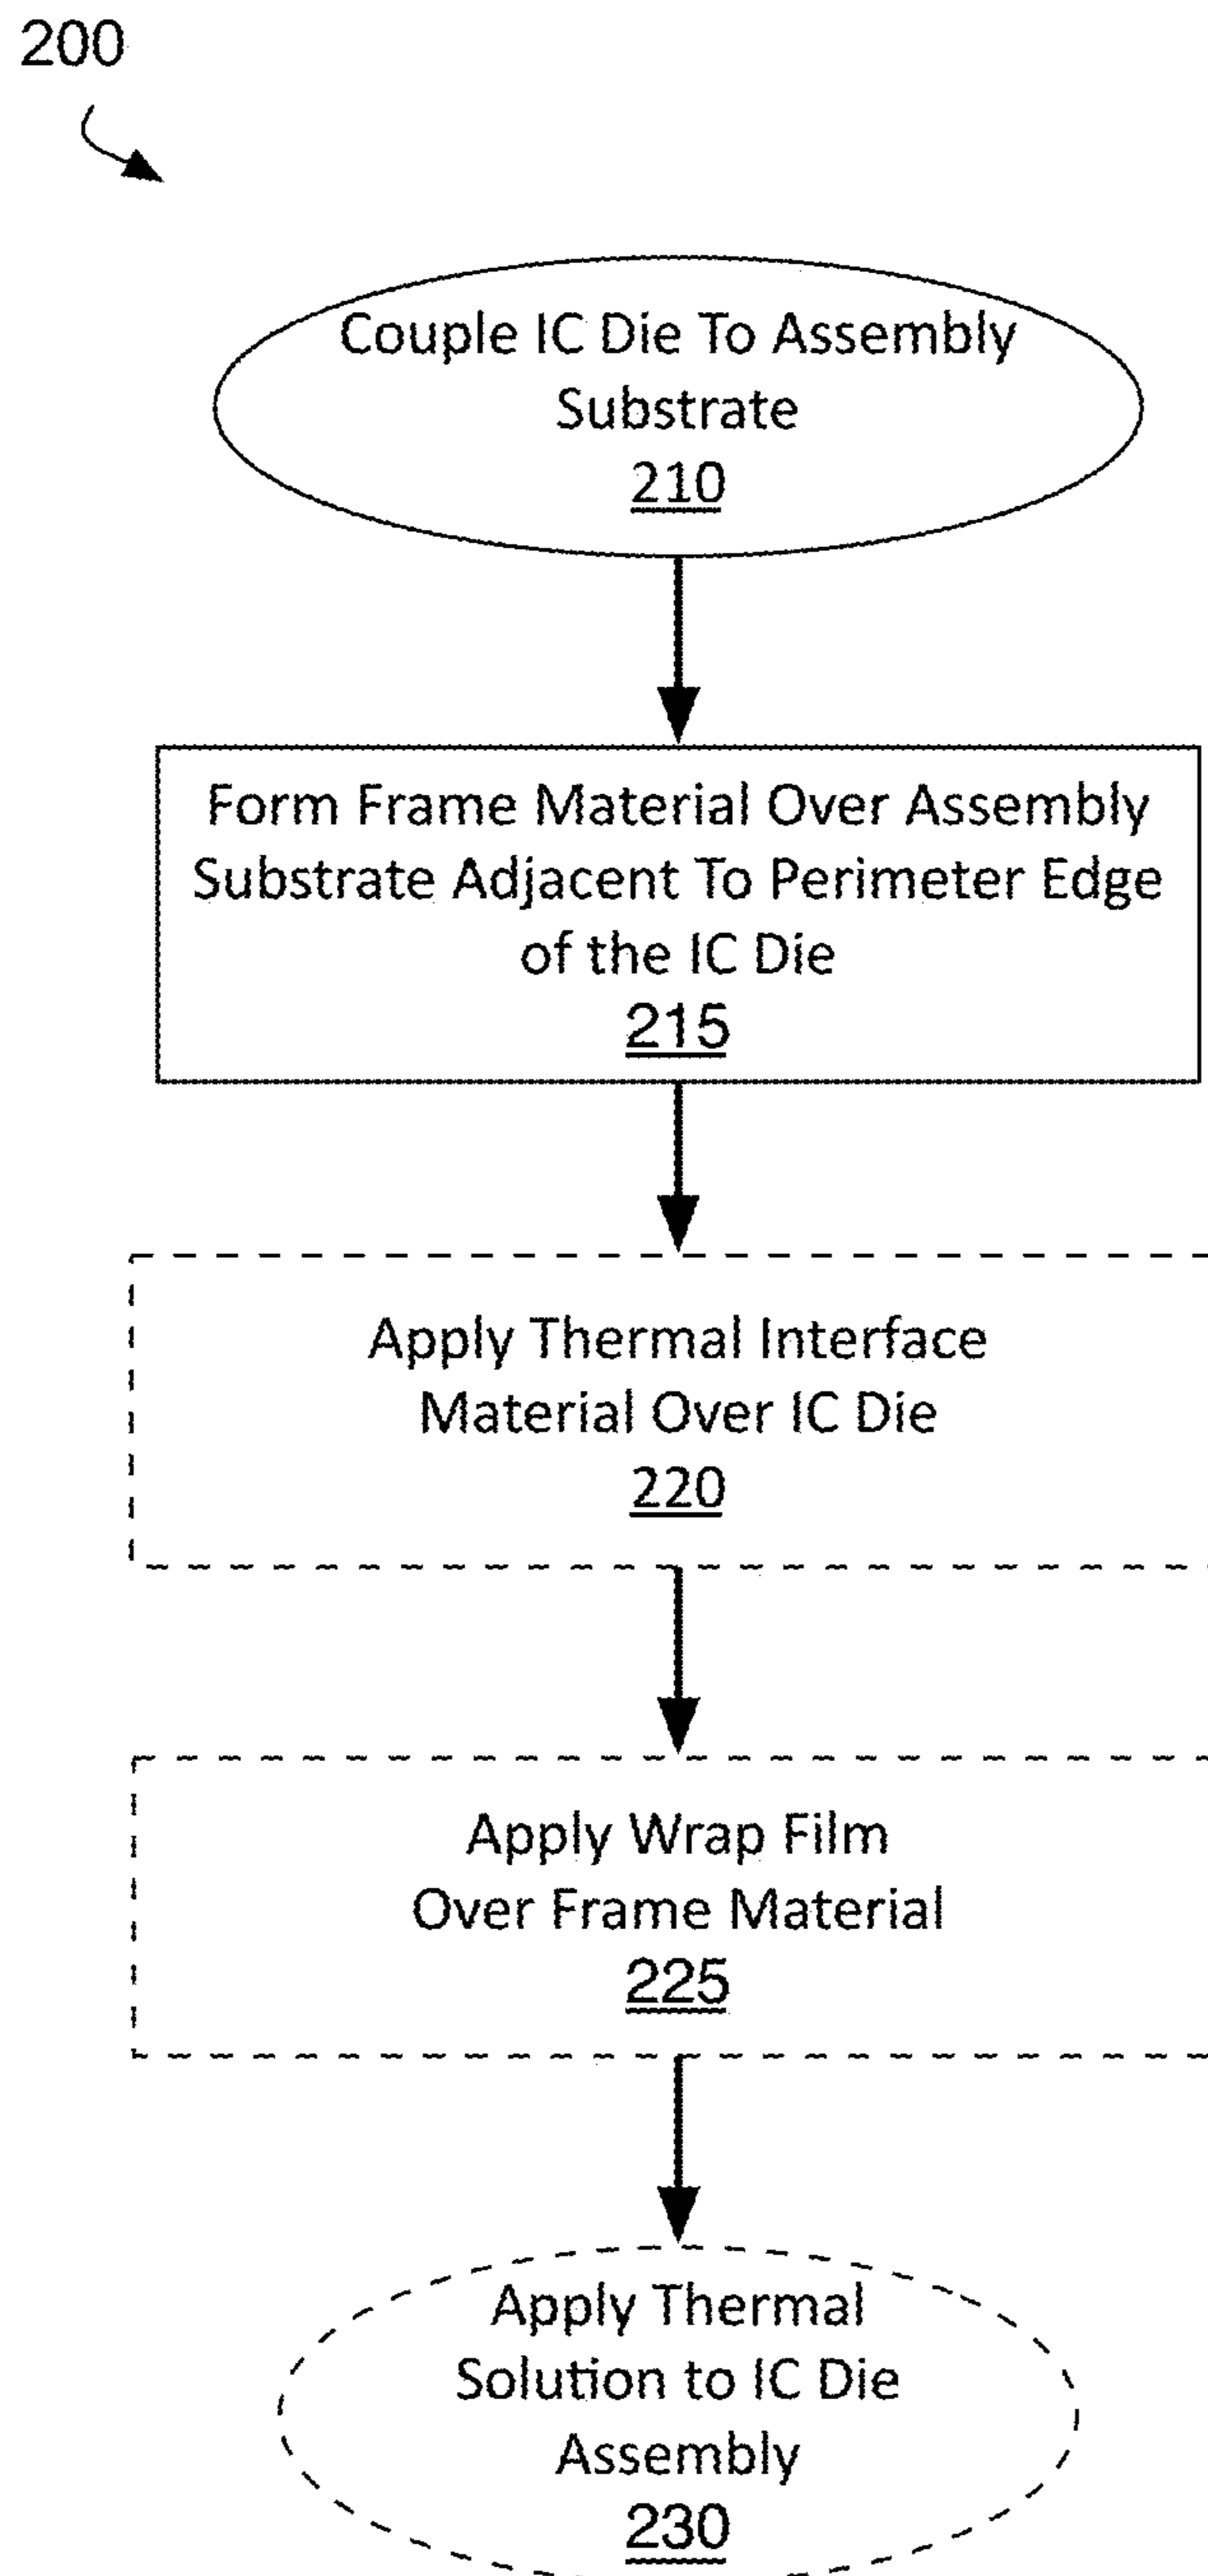 200
Couple IC Die To Assembly
Substrate
210
Form Frame Material Over Assembly
Substrate Adjacent To Perimeter Edge
of the IC Die
215
Apply Thermal Interface
Material Over IC Die
220
Apply Wrap Film
Over Frame Material
225
Apply Thermal
Solution to IC Die
Assembly
230